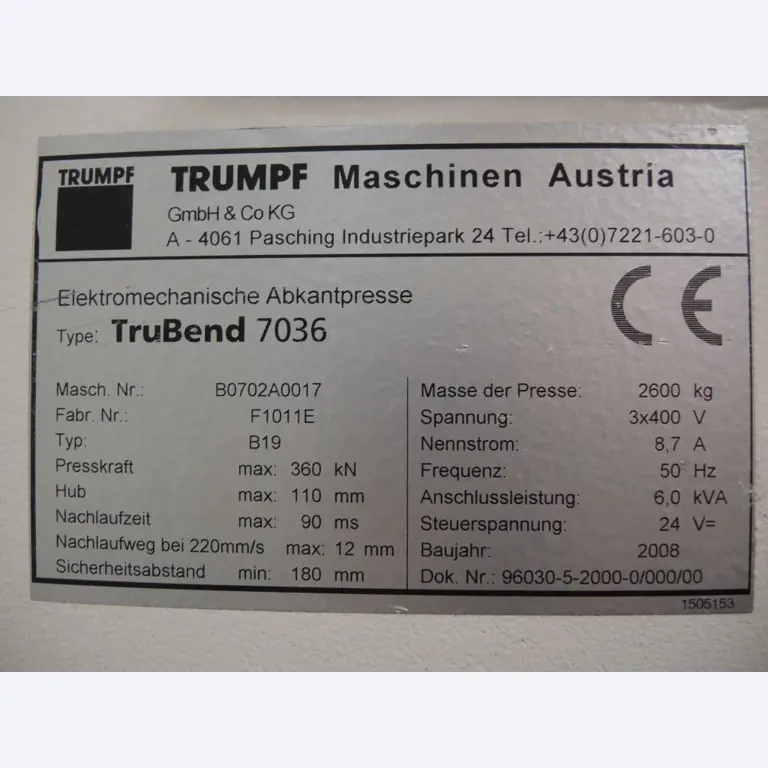 TRUMPF
TRUMPF Maschinen Austria
GmbH & Co KG
A - 4061 Pasching Industriepark 24 Tel.:+43(0)7221-603-0
Elektromechanische Abkantpresse
Type: TruBend 7036
CE
Masch. Nr.: B0702A0017
Fabr. Nr.: F1011E
Typ: B19
Presskraft max: 360 kN
Hub max: 110 mm
Nachlaufzeit max: 90 ms
Nachlaufweg bei 220mm/s max: 12 mm
Sicherheitsabstand min: 180 mm
Masse der Presse: 2600 kg
Spannung: 3x400 V
Nennstrom: 8,7 A
Frequenz: 50 Hz
Anschlussleistung: 6,0 kVA
Steuerspannung: 24 V=
Baujahr: 2008
Dok. Nr.: 96030-5-2000-0/000/00
1505153